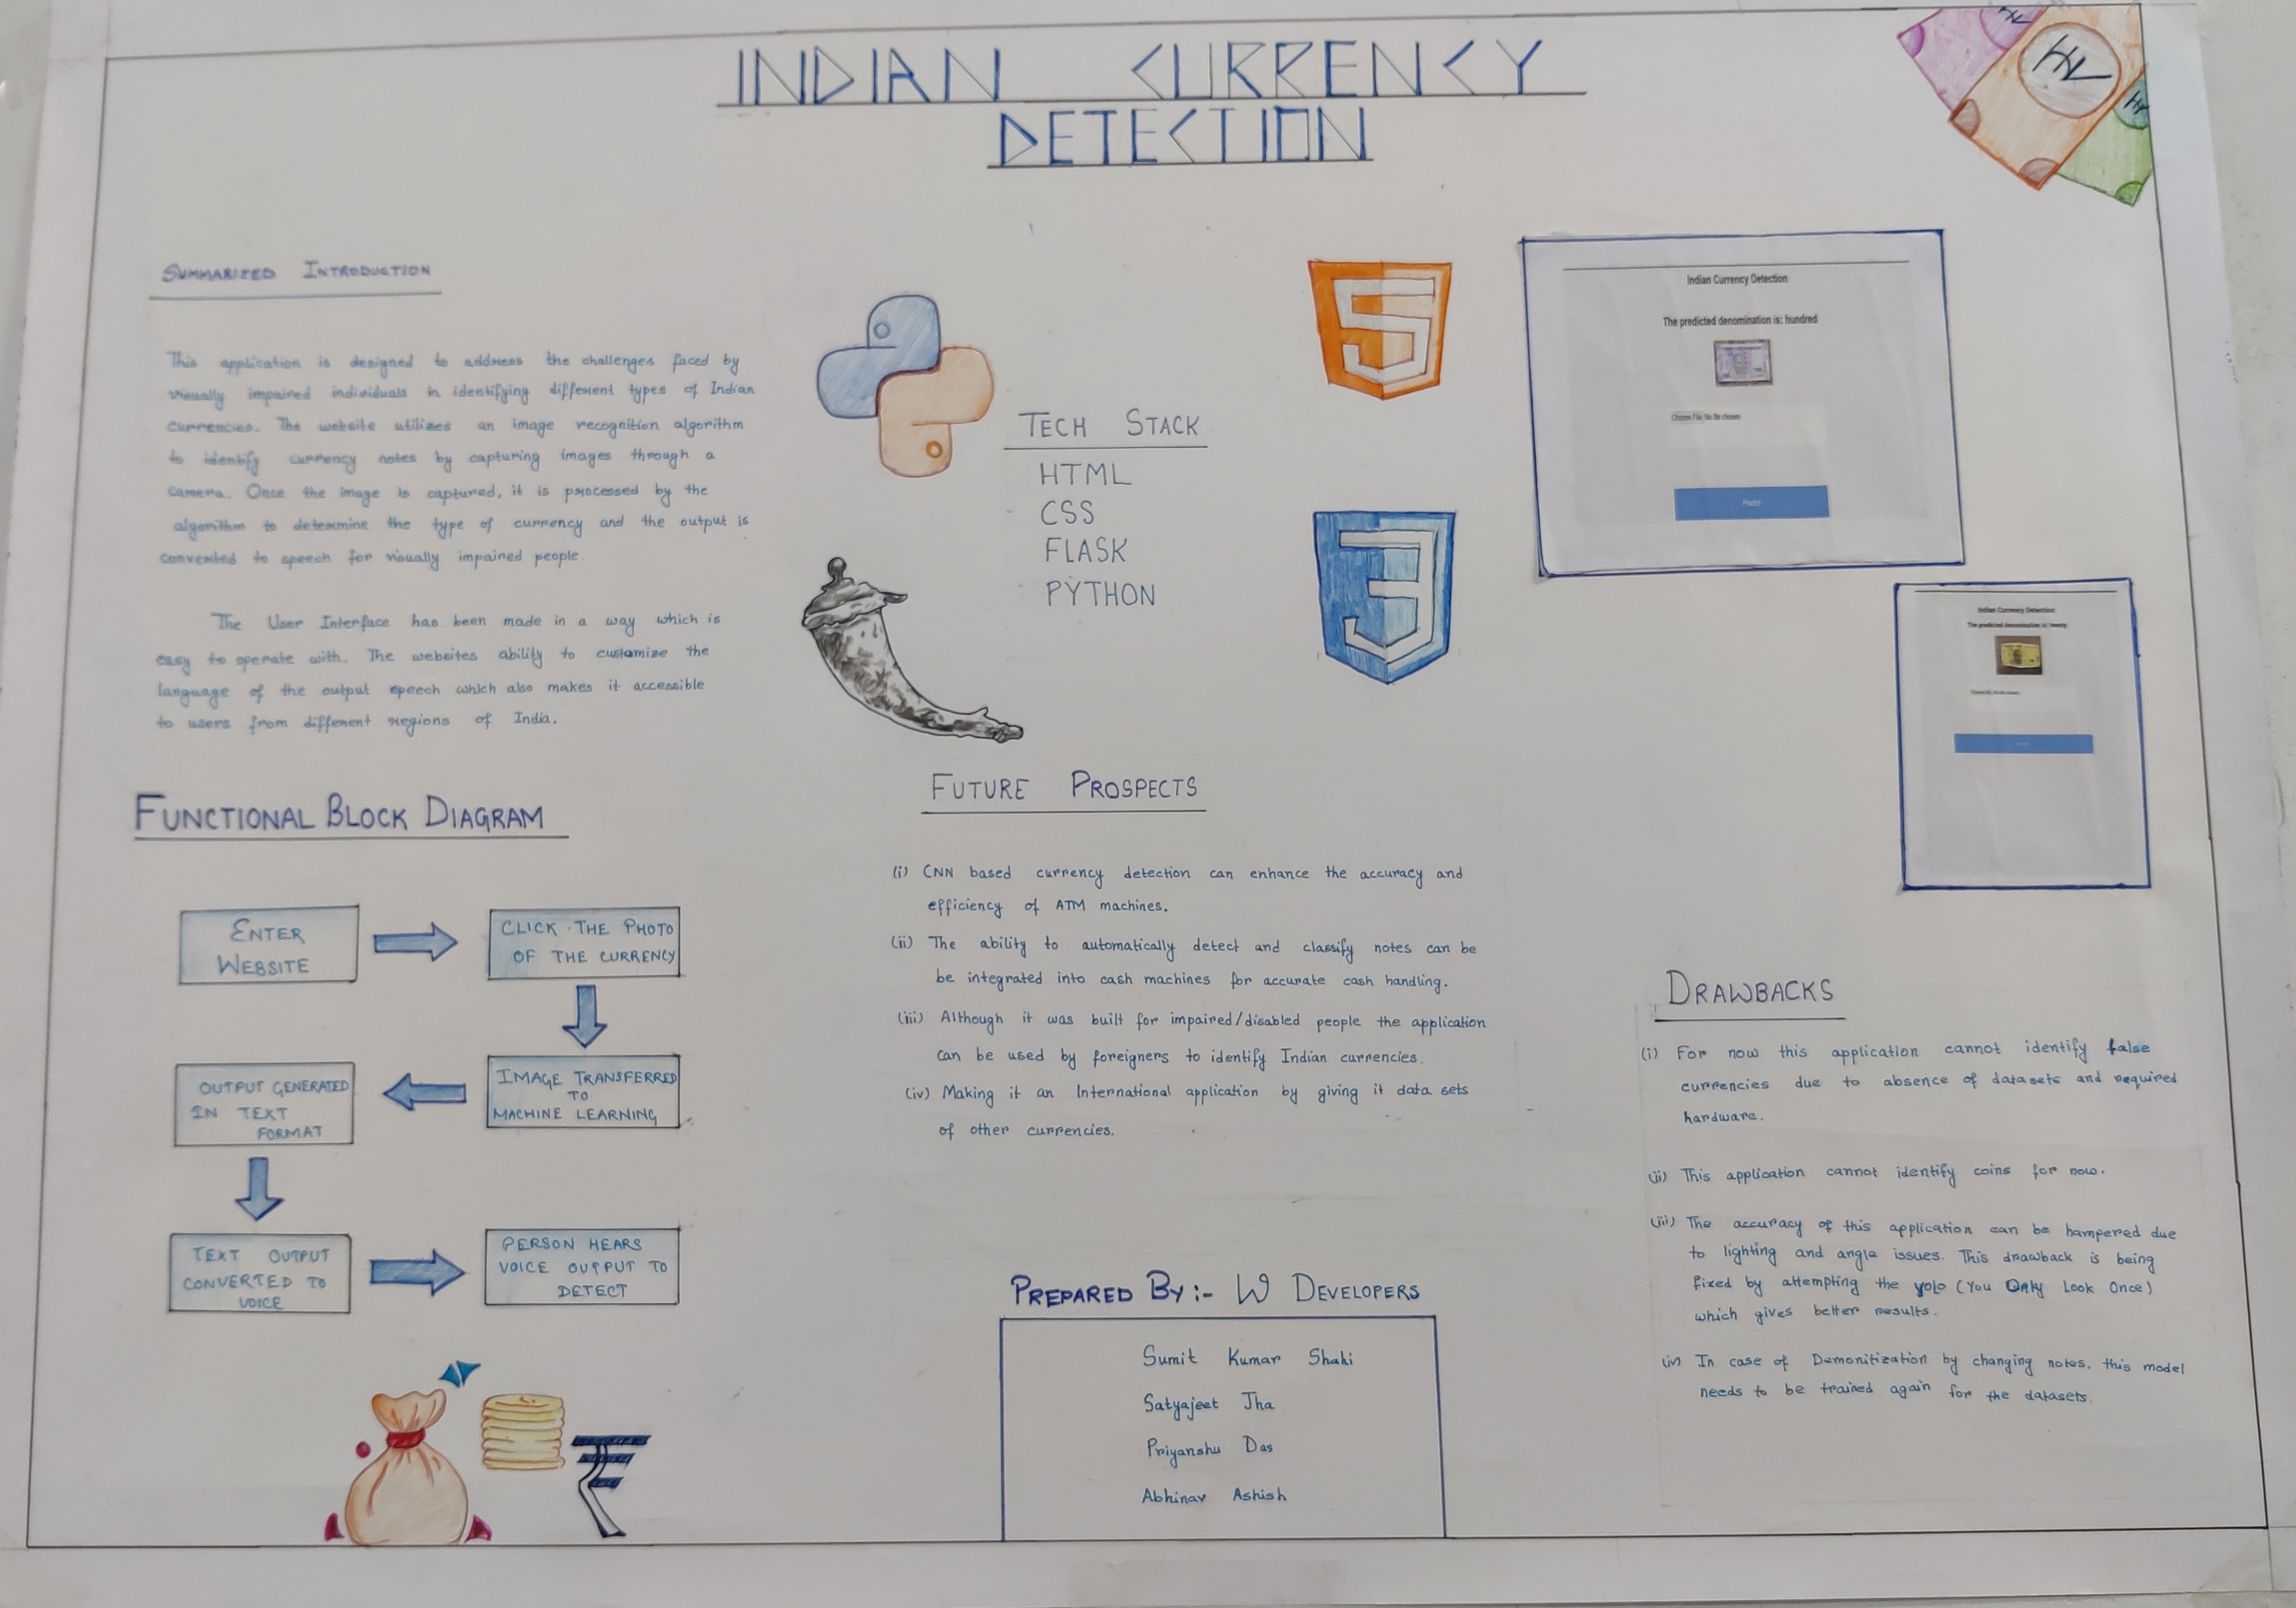 INDIAN CURRENCY
DETECTION
SUMMARIZED INTRODUCTION
This application is designed to address the challenges faced by
visually impaired individuals in identifying different types of Indian
currencies. The website utilizes an image recognition algorithm
to identify currency notes by capturing images through a
camera. Once the image is captured, it is processed by the
algorithm to determine the type of currency and the output is
converted to speech for visually impaired people.
The User Interface has been made in a way which is
easy to operate with. The websites ability to customize the
language of the output speech which also makes it accessible
to users from different regions of India.
FUNCTIONAL BLOCK DIAGRAM
ENTER
WEBSITE
CLICK THE PHOTO
OF THE CURRENCY
IMAGE TRANSFERRED
TO
MACHINE LEARNING
OUTPUT GENERATED
IN TEXT
FORMAT
TEXT OUTPUT
CONVERTED TO
VOICE
PERSON HEARS
VOICE OUTPUT TO
DETECT
TECH STACK
HTML
CSS
FLASK
PYTHON
FUTURE PROSPECTS
(i) CNN based currency detection can enhance the accuracy and
efficiency of ATM machines.
(ii) The ability to automatically detect and classify notes can be
be integrated into cash machines for accurate cash handling.
(iii) Although it was built for impaired/disabled people the application
can be used by foreigners to identify Indian currencies.
(iv) Making it an International application by giving it data sets
of other currencies.
PREPARED BY :- W DEVELOPERS
Sumit Kumar Shahi
Satyajeet Jha
Priyanshu Das
Abhinav Ashish
Indian Currency Detection
The predicted denomination is: hundred
Choose File No file chosen
Predict
Indian Currency Detection
The predicted denomination is: twenty
Choose File No file chosen
DRAWBACKS
(i) For now this application cannot identify false
currencies due to absence of datasets and required
hardware.
(ii) This application cannot identify coins for now.
(iii) The accuracy of this application can be hampered due
to lighting and angle issues. This drawback is being
fixed by attempting the yolo (You Only Look Once)
which gives better results.
(iv) In case of Demonitization by changing notes, this model
needs to be trained again for the datasets.